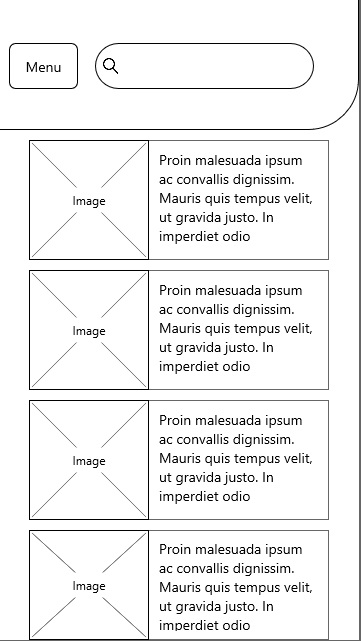 Menu
Image
Proin malesuada ipsum
ac convallis dignissim.
Mauris quis tempus velit,
ut gravida justo. In
imperdiet odio
Image
Proin malesuada ipsum
ac convallis dignissim.
Mauris quis tempus velit,
ut gravida justo. In
imperdiet odio
Image
Proin malesuada ipsum
ac convallis dignissim.
Mauris quis tempus velit,
ut gravida justo. In
imperdiet odio
Image
Proin malesuada ipsum
ac convallis dignissim.
Mauris quis tempus velit,
ut gravida justo. In
imperdiet odio